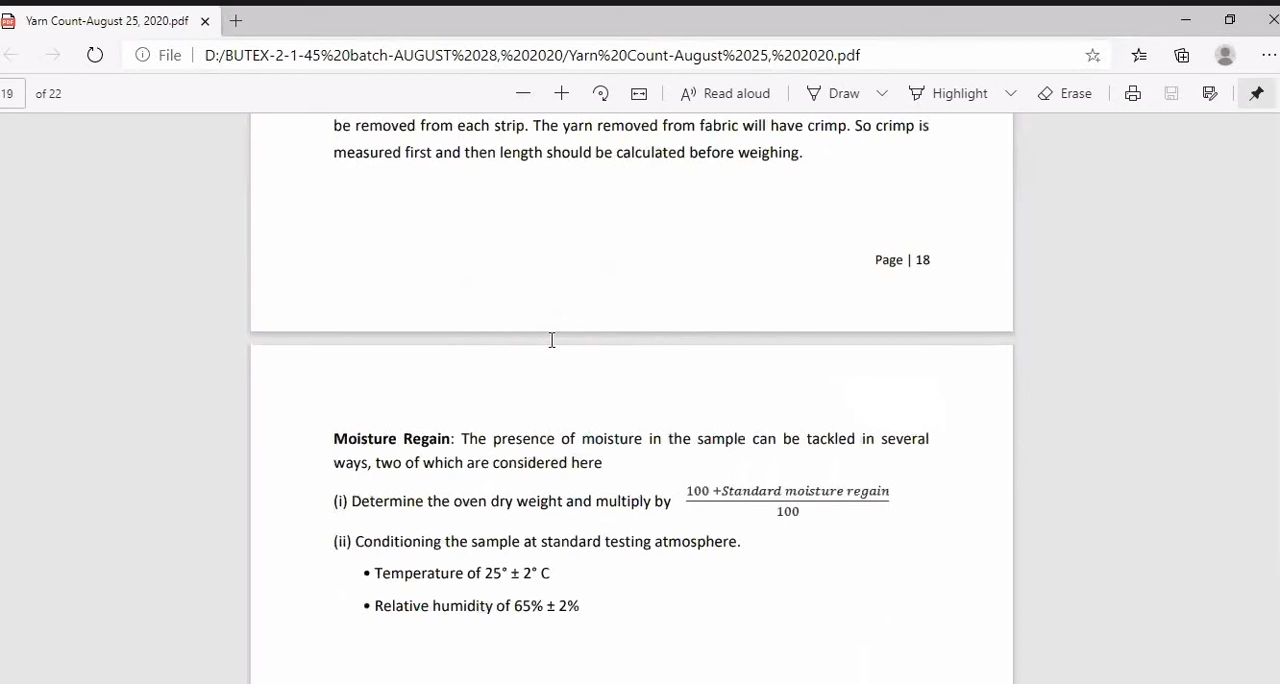 Yarn Count-August 25, 2020.pdf
File D:/BUTEX-2-1-45%20batch-AUGUST%2028,%202020/Yarn%20Count-August%2025,%202020.pdf
19 of 22 Read aloud Draw Highlight Erase
be removed from each strip. The yarn removed from fabric will have crimp. So crimp is
measured first and then length should be calculated before weighing.
Page | 18
Moisture Regain: The presence of moisture in the sample can be tackled in several
ways, two of which are considered here
(i) Determine the oven dry weight and multiply by 100 +Standard moisture regain
100
(ii) Conditioning the sample at standard testing atmosphere.
• Temperature of 25° ± 2° C
• Relative humidity of 65% ± 2%